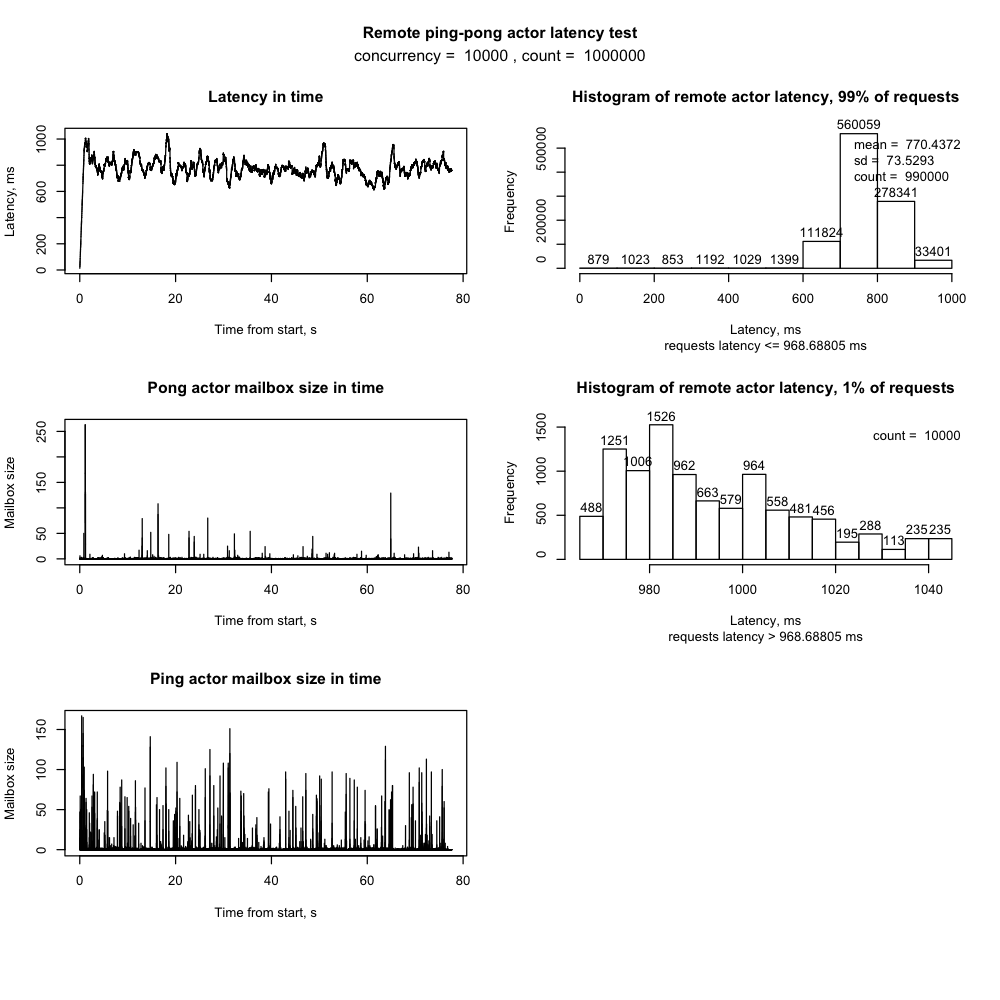 Remote ping-pong actor latency test
concurrency =  10000 , count =  1000000
Latency in time
Latency, ms
0 200 600 1000
0 20 40 60 80
Time from start, s
Histogram of remote actor latency, 99% of requests
Frequency
0 200000 500000
560059
mean =  770.4372
sd =  73.5293
count =  990000
278341
111824
33401
879 1023 853 1192 1029 1399
0 200 400 600 800 1000
Latency, ms
requests latency <= 968.68805 ms
Pong actor mailbox size in time
Mailbox size
0 50 150 250
0 20 40 60 80
Time from start, s
Histogram of remote actor latency, 1% of requests
Frequency
0 500 1000 1500
count =  10000
488 1251 1006 1526 962 663 579 964 558 481 456 195 288 113 235 235
980 1000 1020 1040
Latency, ms
requests latency > 968.68805 ms
Ping actor mailbox size in time
Mailbox size
0 50 100 150
0 20 40 60 80
Time from start, s